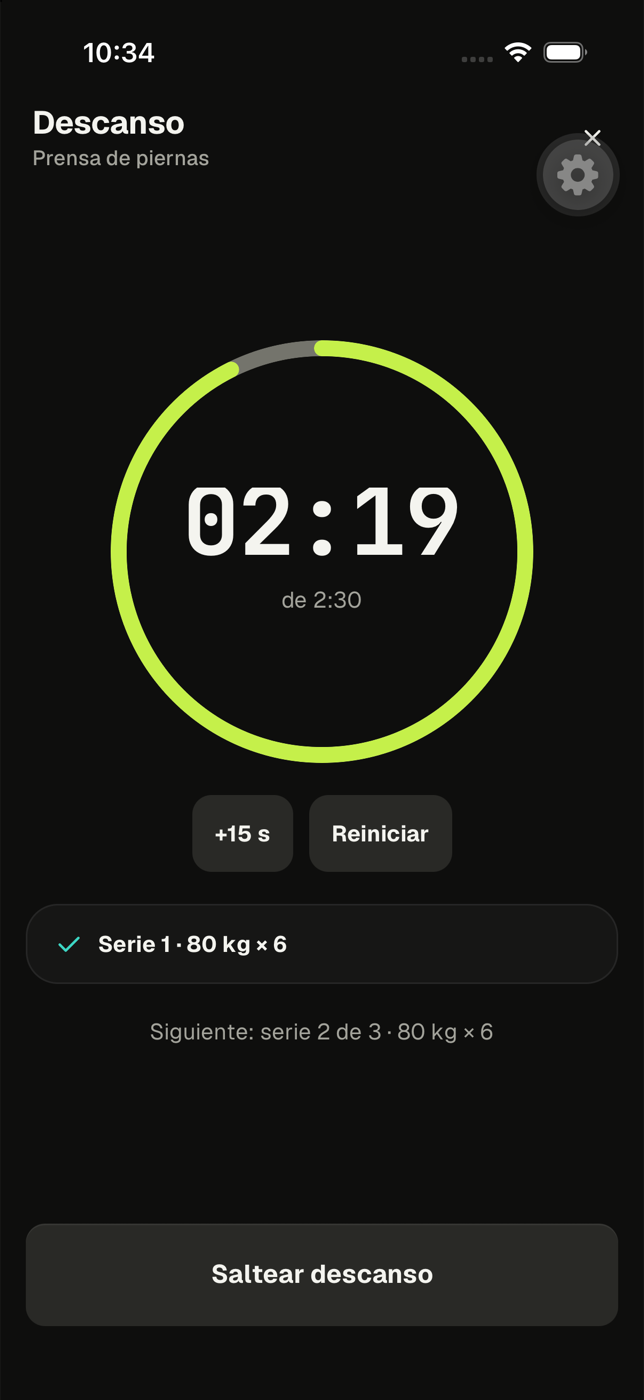 10:34
Descanso
Prensa de piernas
02:19
de 2:30
+15 s
Reiniciar
Serie 1 · 80 kg × 6
Siguiente: serie 2 de 3 · 80 kg × 6
Saltear descanso